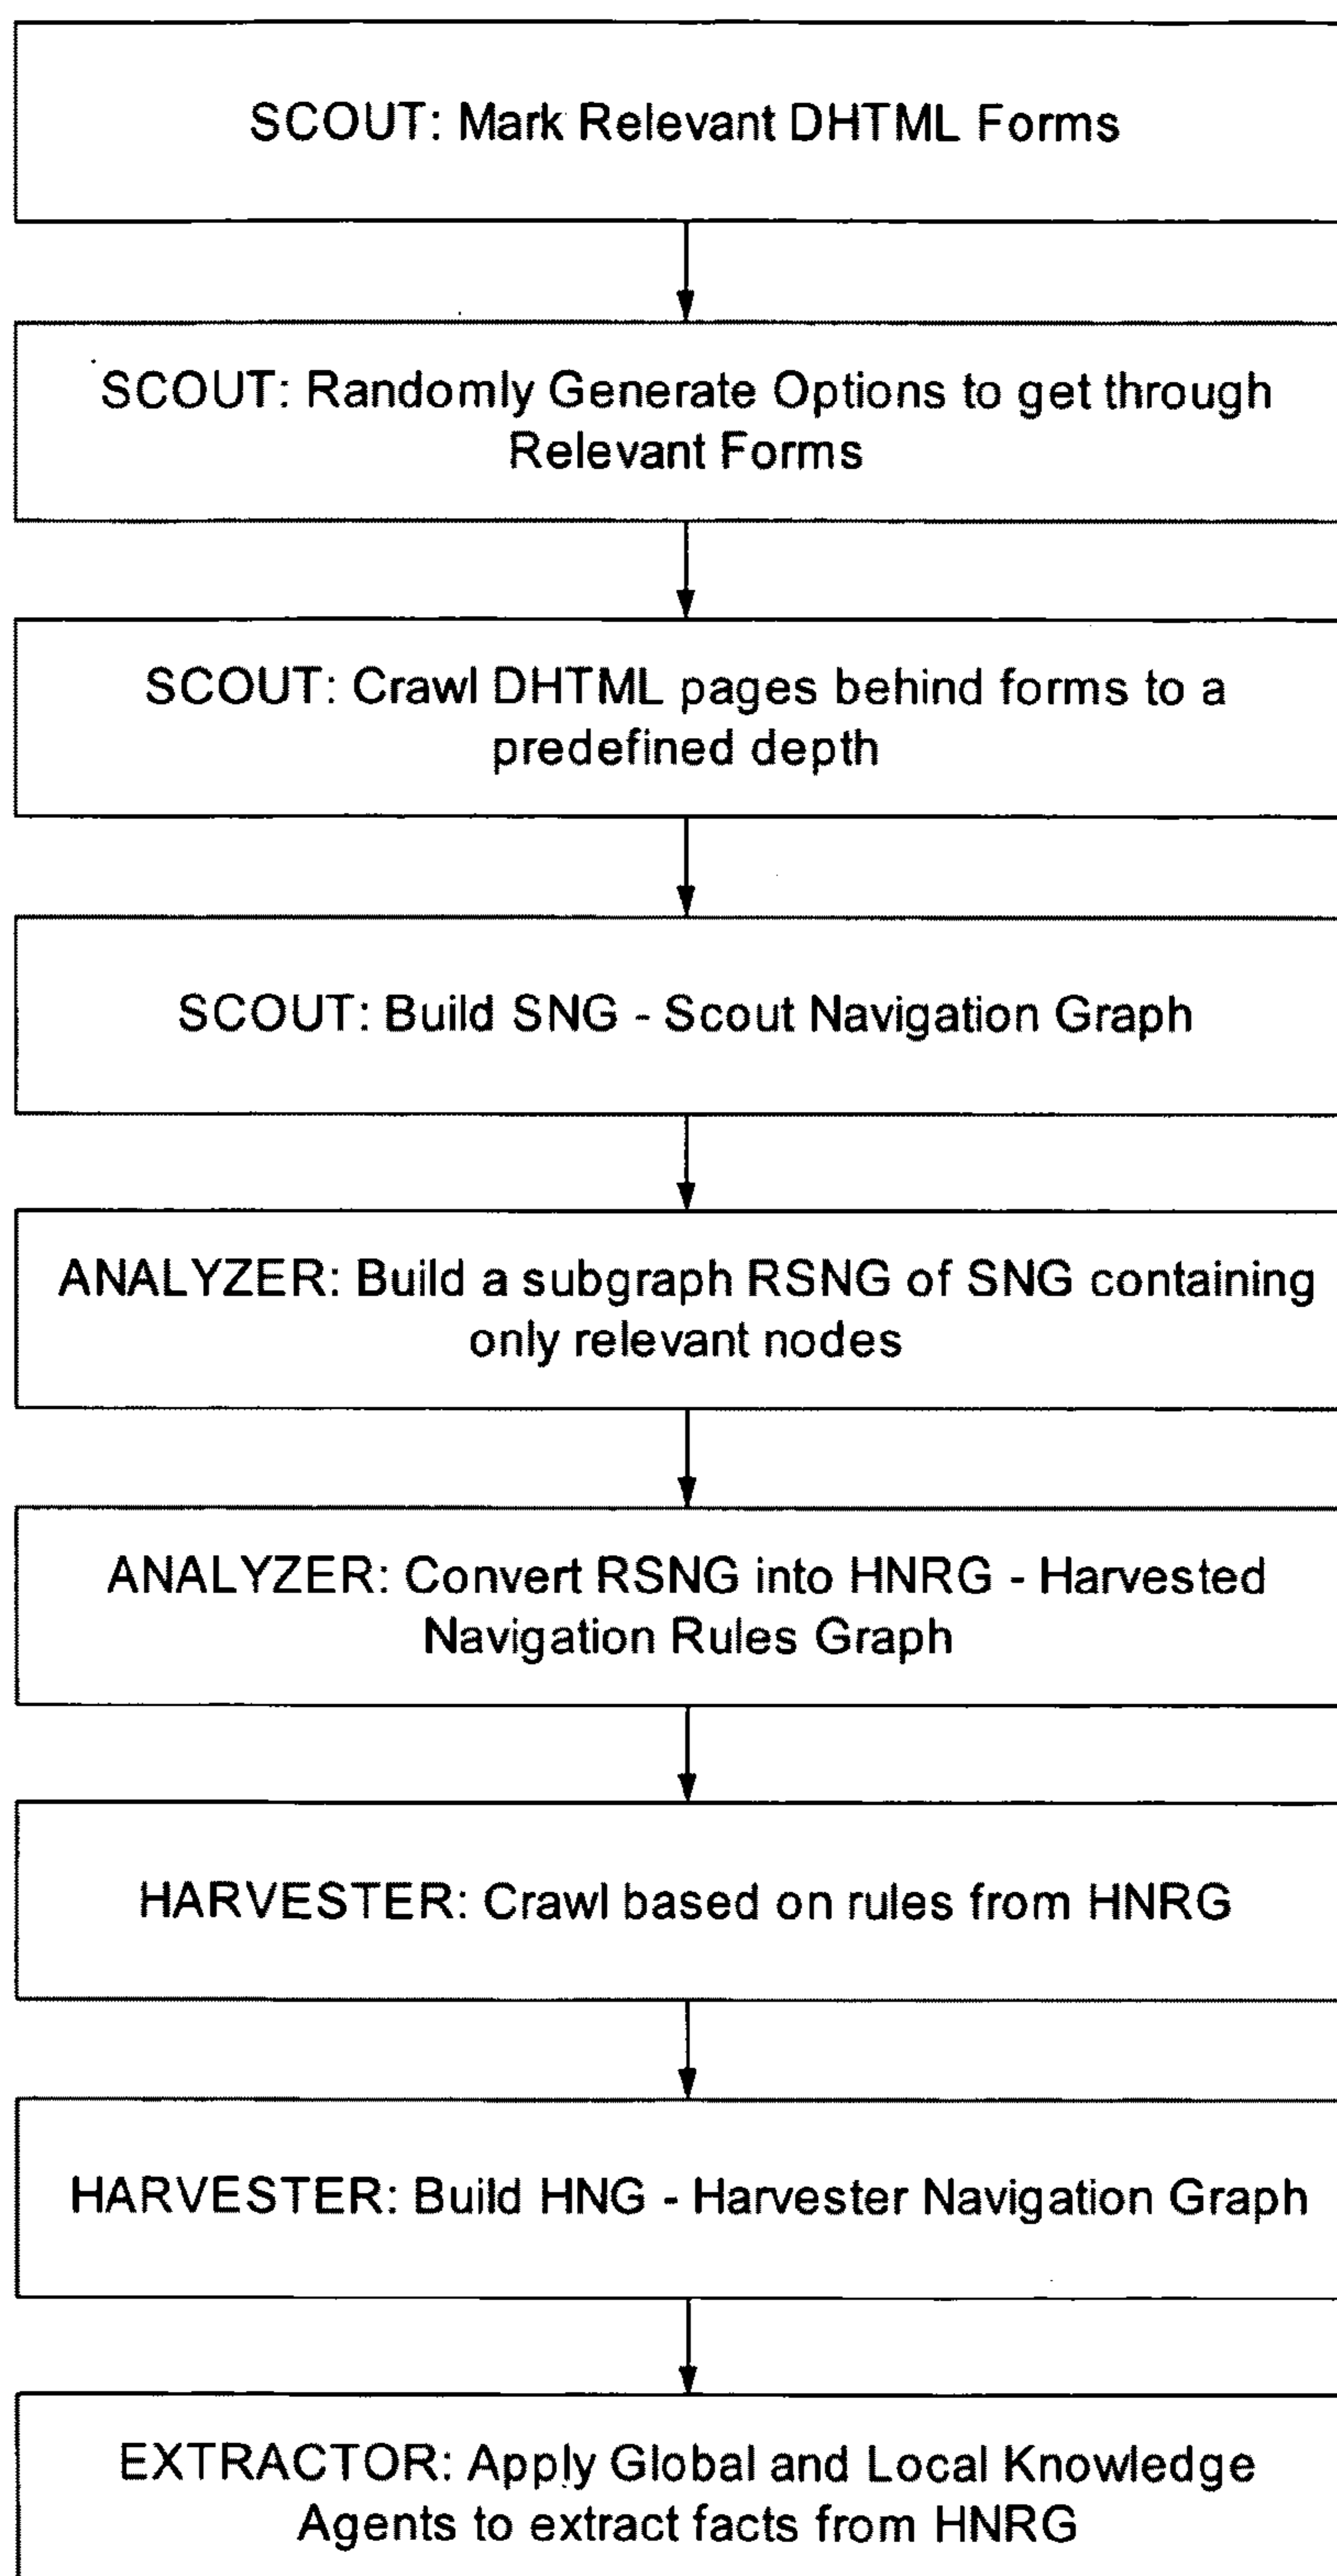 SCOUT: Mark Relevant DHTML Forms
SCOUT: Randomly Generate Options to get through
Relevant Forms
SCOUT: Crawl DHTML pages behind forms to a
predefined depth
SCOUT: Build SNG - Scout Navigation Graph
ANALYZER: Build a subgraph RSNG of SNG containing
only relevant nodes
ANALYZER: Convert RSNG into HNRG - Harvested
Navigation Rules Graph
HARVESTER: Crawl based on rules from HNRG
HARVESTER: Build HNG - Harvester Navigation Graph
EXTRACTOR: Apply Global and Local Knowledge
Agents to extract facts from HNRG